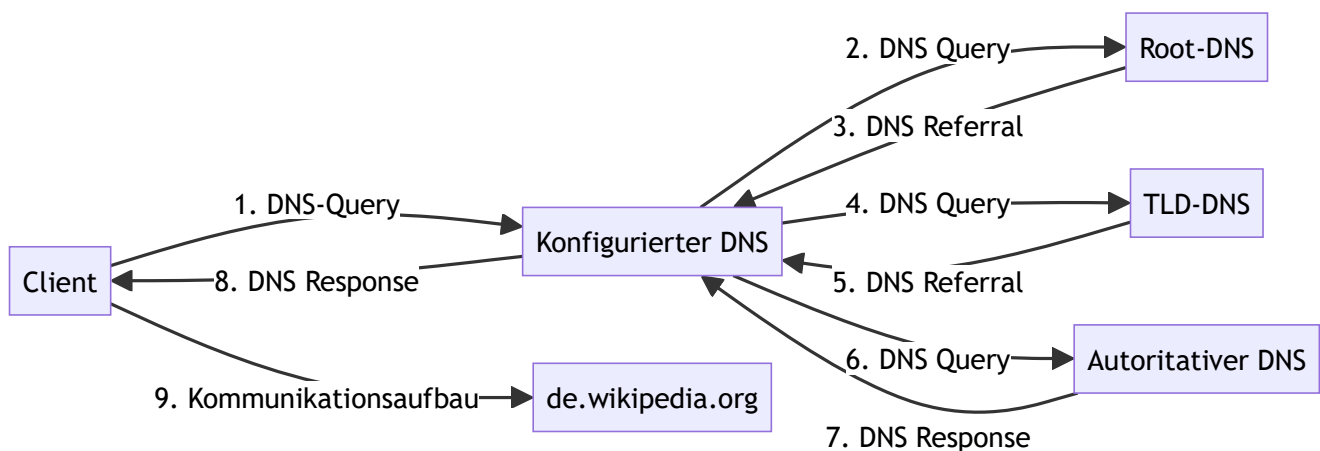 2. DNS Query
Root-DNS
3. DNS Referral
1. DNS-Query
4. DNS Query
TLD-DNS
Konfigurierter DNS
Client
8. DNS Response
5. DNS Referral
6. DNS Query
Autoritativer DNS
9. Kommunikationsaufbau
de.wikipedia.org
7. DNS Response